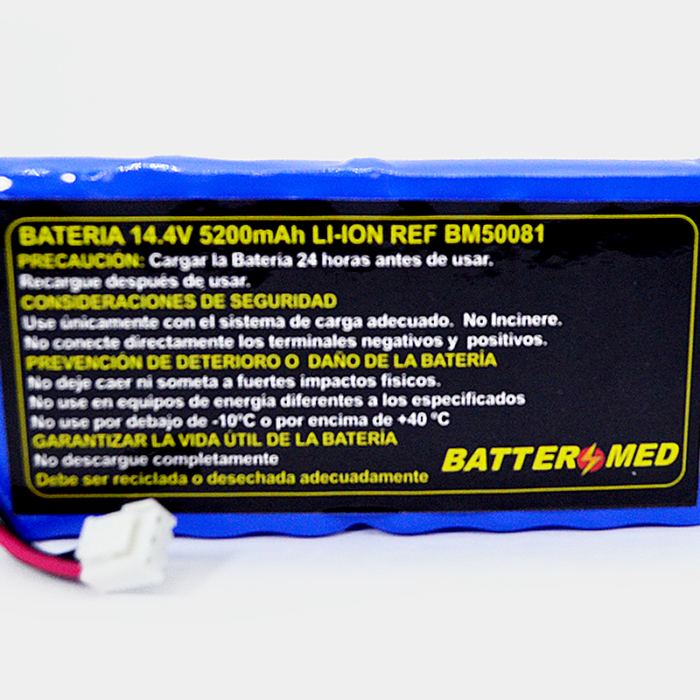 BATERIA 14.4V 5200mAh LI-ION REF BM50081
PRECAUCIÓN: Cargar la Bateria 24 horas antes de usar.
Recargue después de usar.
CONSIDERACIONES DE SEGURIDAD
Use únicamente con el sistema de carga adecuado. No Incinere.
No conecte directamente los terminales negativos y positivos.
PREVENCIÓN DE DETERIORO O DAÑO DE LA BATERÍA
No deje caer ni someta a fuertes impactos físicos.
No use en equipos de energía diferentes a los especificados
No use por debajo de -10°C o por encima de +40 °C
GARANTIZAR LA VIDA ÚTIL DE LA BATERÍA
No descargue completamente
Debe ser reciclada o desechada adecuadamente
BATTERMED